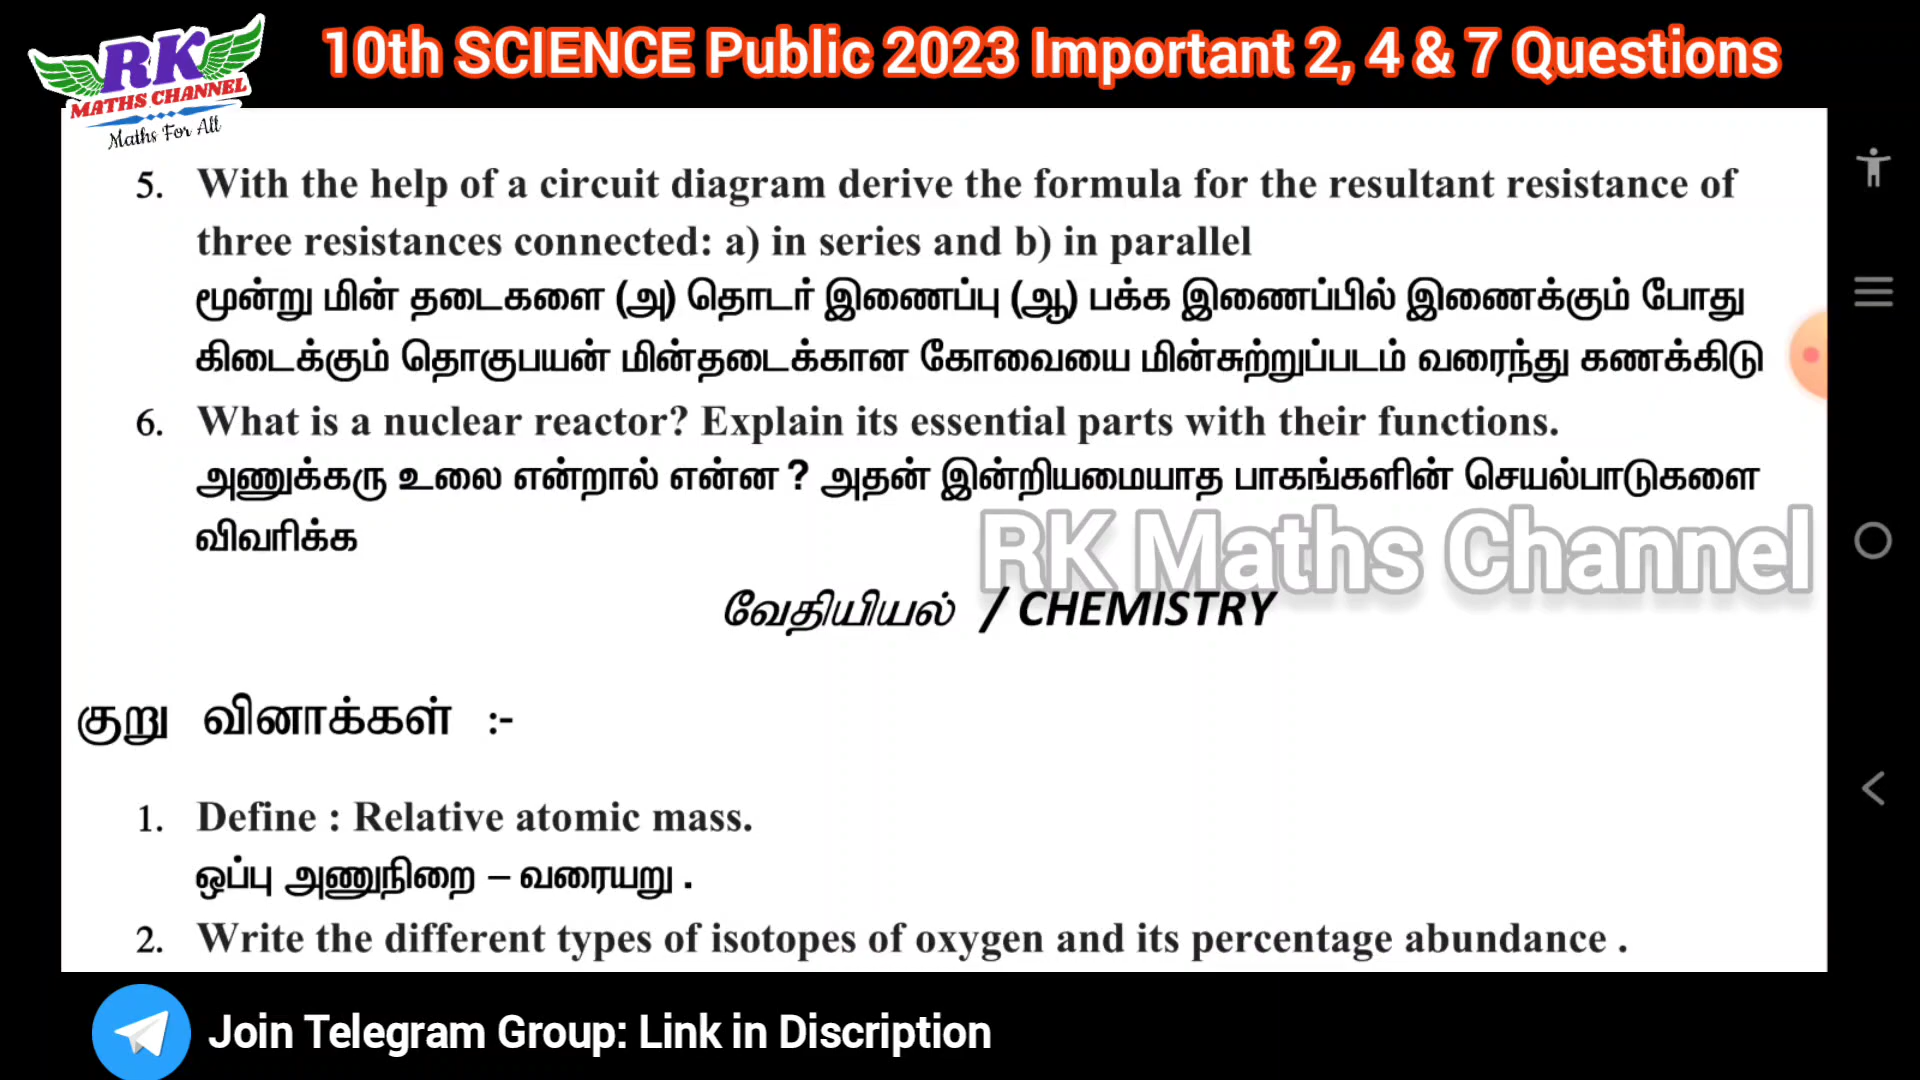 RK
MATHS CHANNEL
Maths For All
10th SCIENCE Public 2023 Important 2, 4 & 7 Questions
5. With the help of a circuit diagram derive the formula for the resultant resistance of
three resistances connected: a) in series and b) in parallel
மூன்று மின் தடைகளை (அ) தொடர் இணைப்பு (ஆ) பக்க இணைப்பில் இணைக்கும் போது
கிடைக்கும் தொகுபயன் மின்தடைக்கான கோவையை மின்சுற்றுப்படம் வரைந்து கணக்கிடு
6. What is a nuclear reactor? Explain its essential parts with their functions.
அணுக்கரு உலை என்றால் என்ன ? அதன் இன்றியமையாத பாகங்களின் செயல்பாடுகளை
விவரிக்க
RK Maths Channel
வேதியியல் / CHEMISTRY
குறு வினாக்கள் :-
1. Define : Relative atomic mass.
ஒப்பு அணுநிறை – வரையறு .
2. Write the different types of isotopes of oxygen and its percentage abundance .
Join Telegram Group: Link in Discription